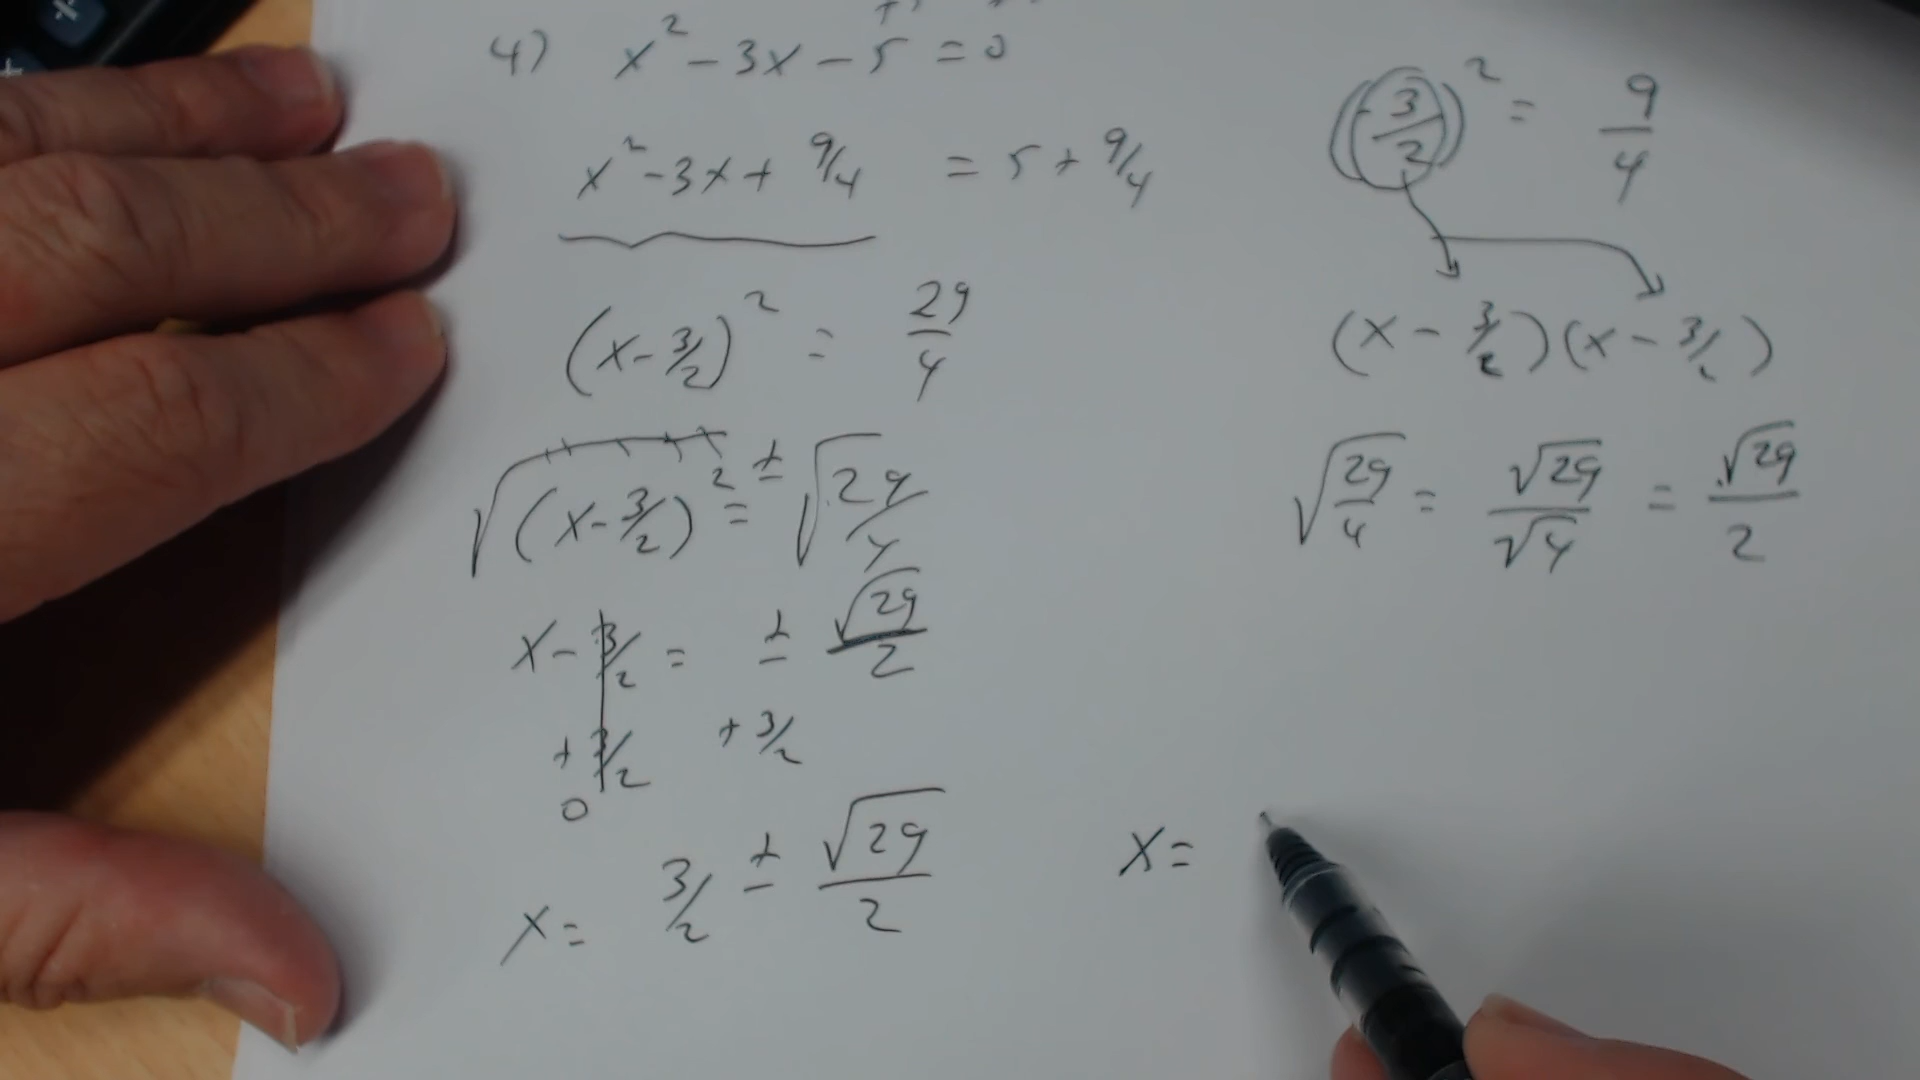 4) x² - 3x - 5 = 0
x² - 3x + 9/4 = 5 + 9/4
(x - 3/2)² = 29/4
√(x - 3/2)² = ± √29/4
x - 3/2 = ± √29/2
+ 3/2 + 3/2
0
x = 3/2 ± √29/2
((-3/2))² = 9/4
(x - 3/2)(x - 3/2)
√29/4 = √29/√4 = √29/2
x =